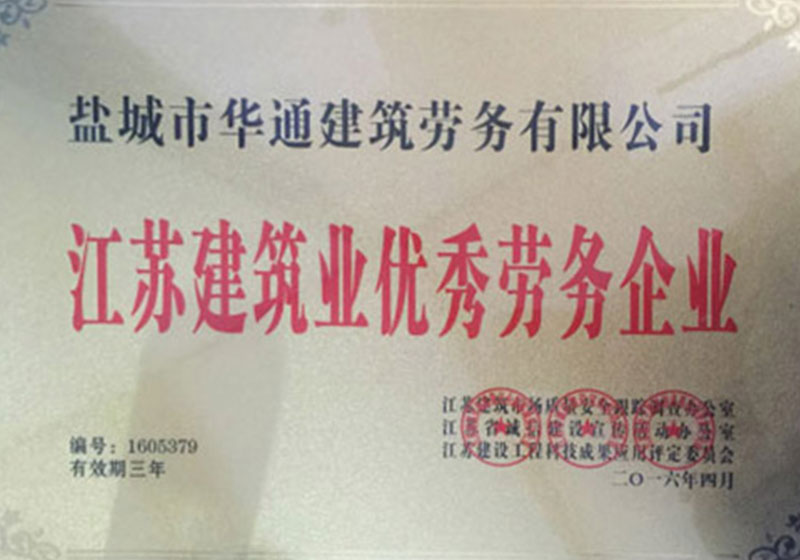 盐城市华通建筑劳务有限公司
江苏建筑业优秀劳务企业
编号：1605379
有效期三年
江苏建筑市场质量安全跟踪调查办公室
江苏省诚信建设宣传活动办公室
江苏建设工程科技成果应用评定委员会
二〇一六年四月